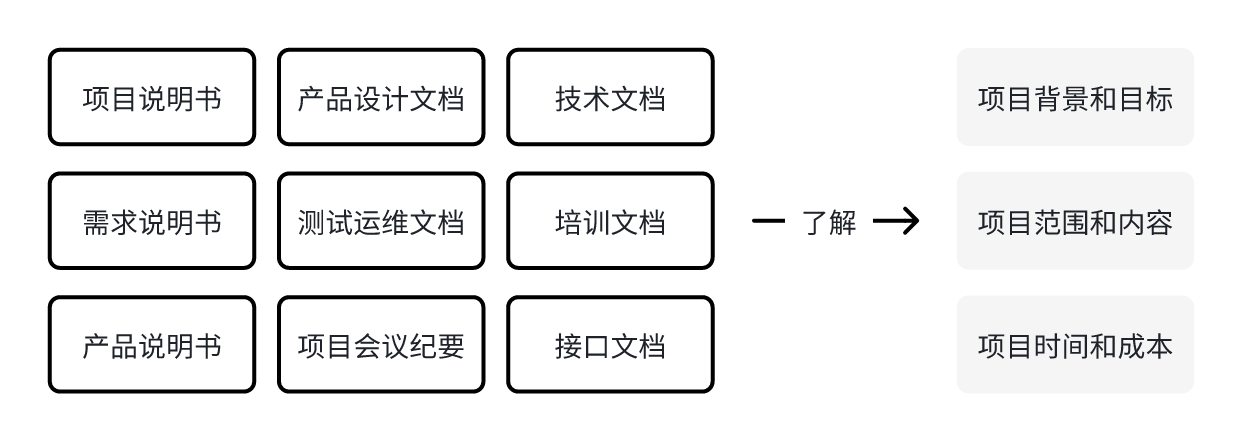 项目说明书
产品设计文档
技术文档
项目背景和目标
需求说明书
测试运维文档
培训文档
了解
项目范围和内容
产品说明书
项目会议纪要
接口文档
项目时间和成本